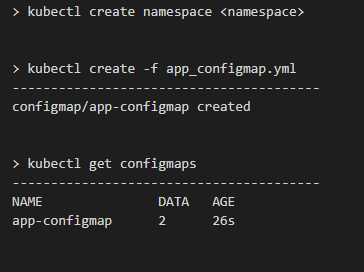 > kubectl create namespace <namespace>
> kubectl create -f app_configmap.yml
----------------------------------------
configmap/app-configmap created
> kubectl get configmaps
----------------------------------------
NAME               DATA   AGE
app-configmap      2      26s